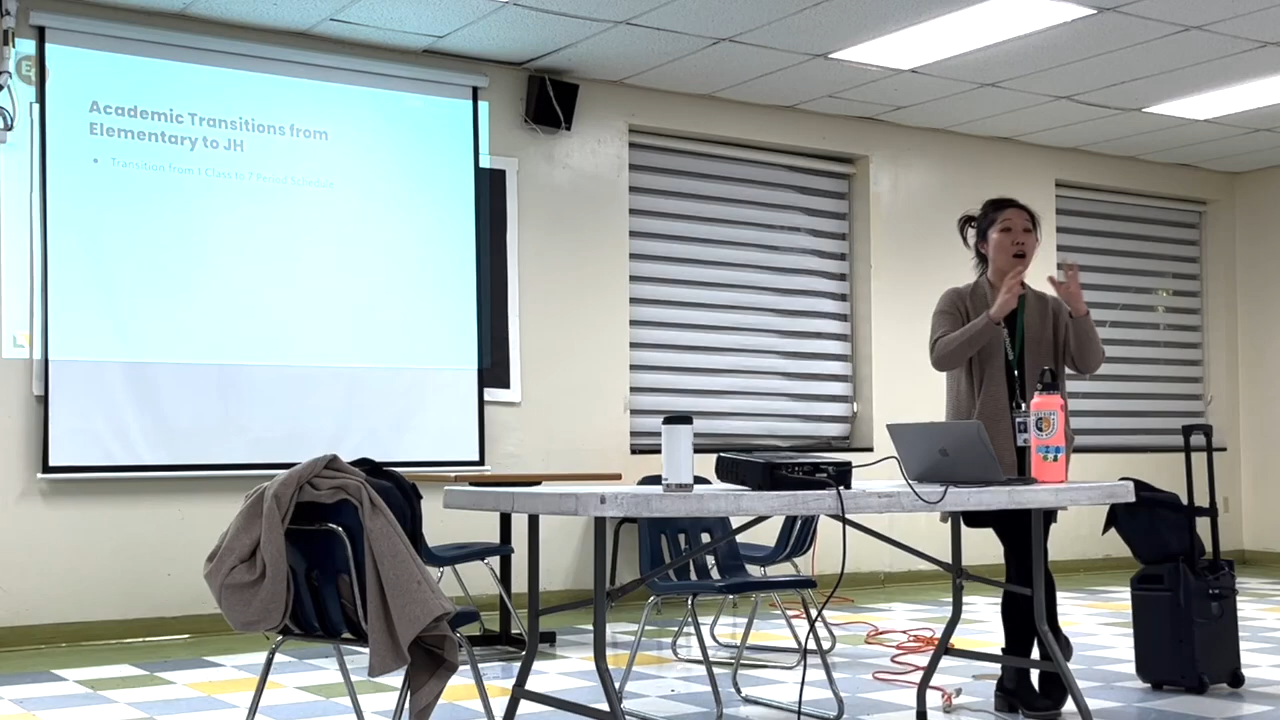 Academic Transitions from
Elementary to JH
• Transition from 1 Class to 7 Period Schedule